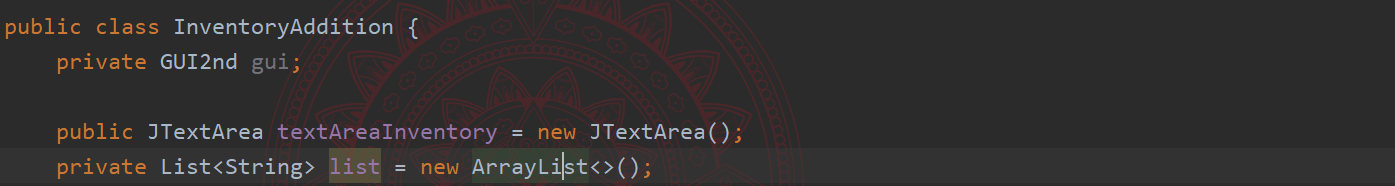 public class InventoryAddition {
private GUI2nd gui;
public JTextArea textAreaInventory = new JTextArea();
private List<String> list = new ArrayList<>();